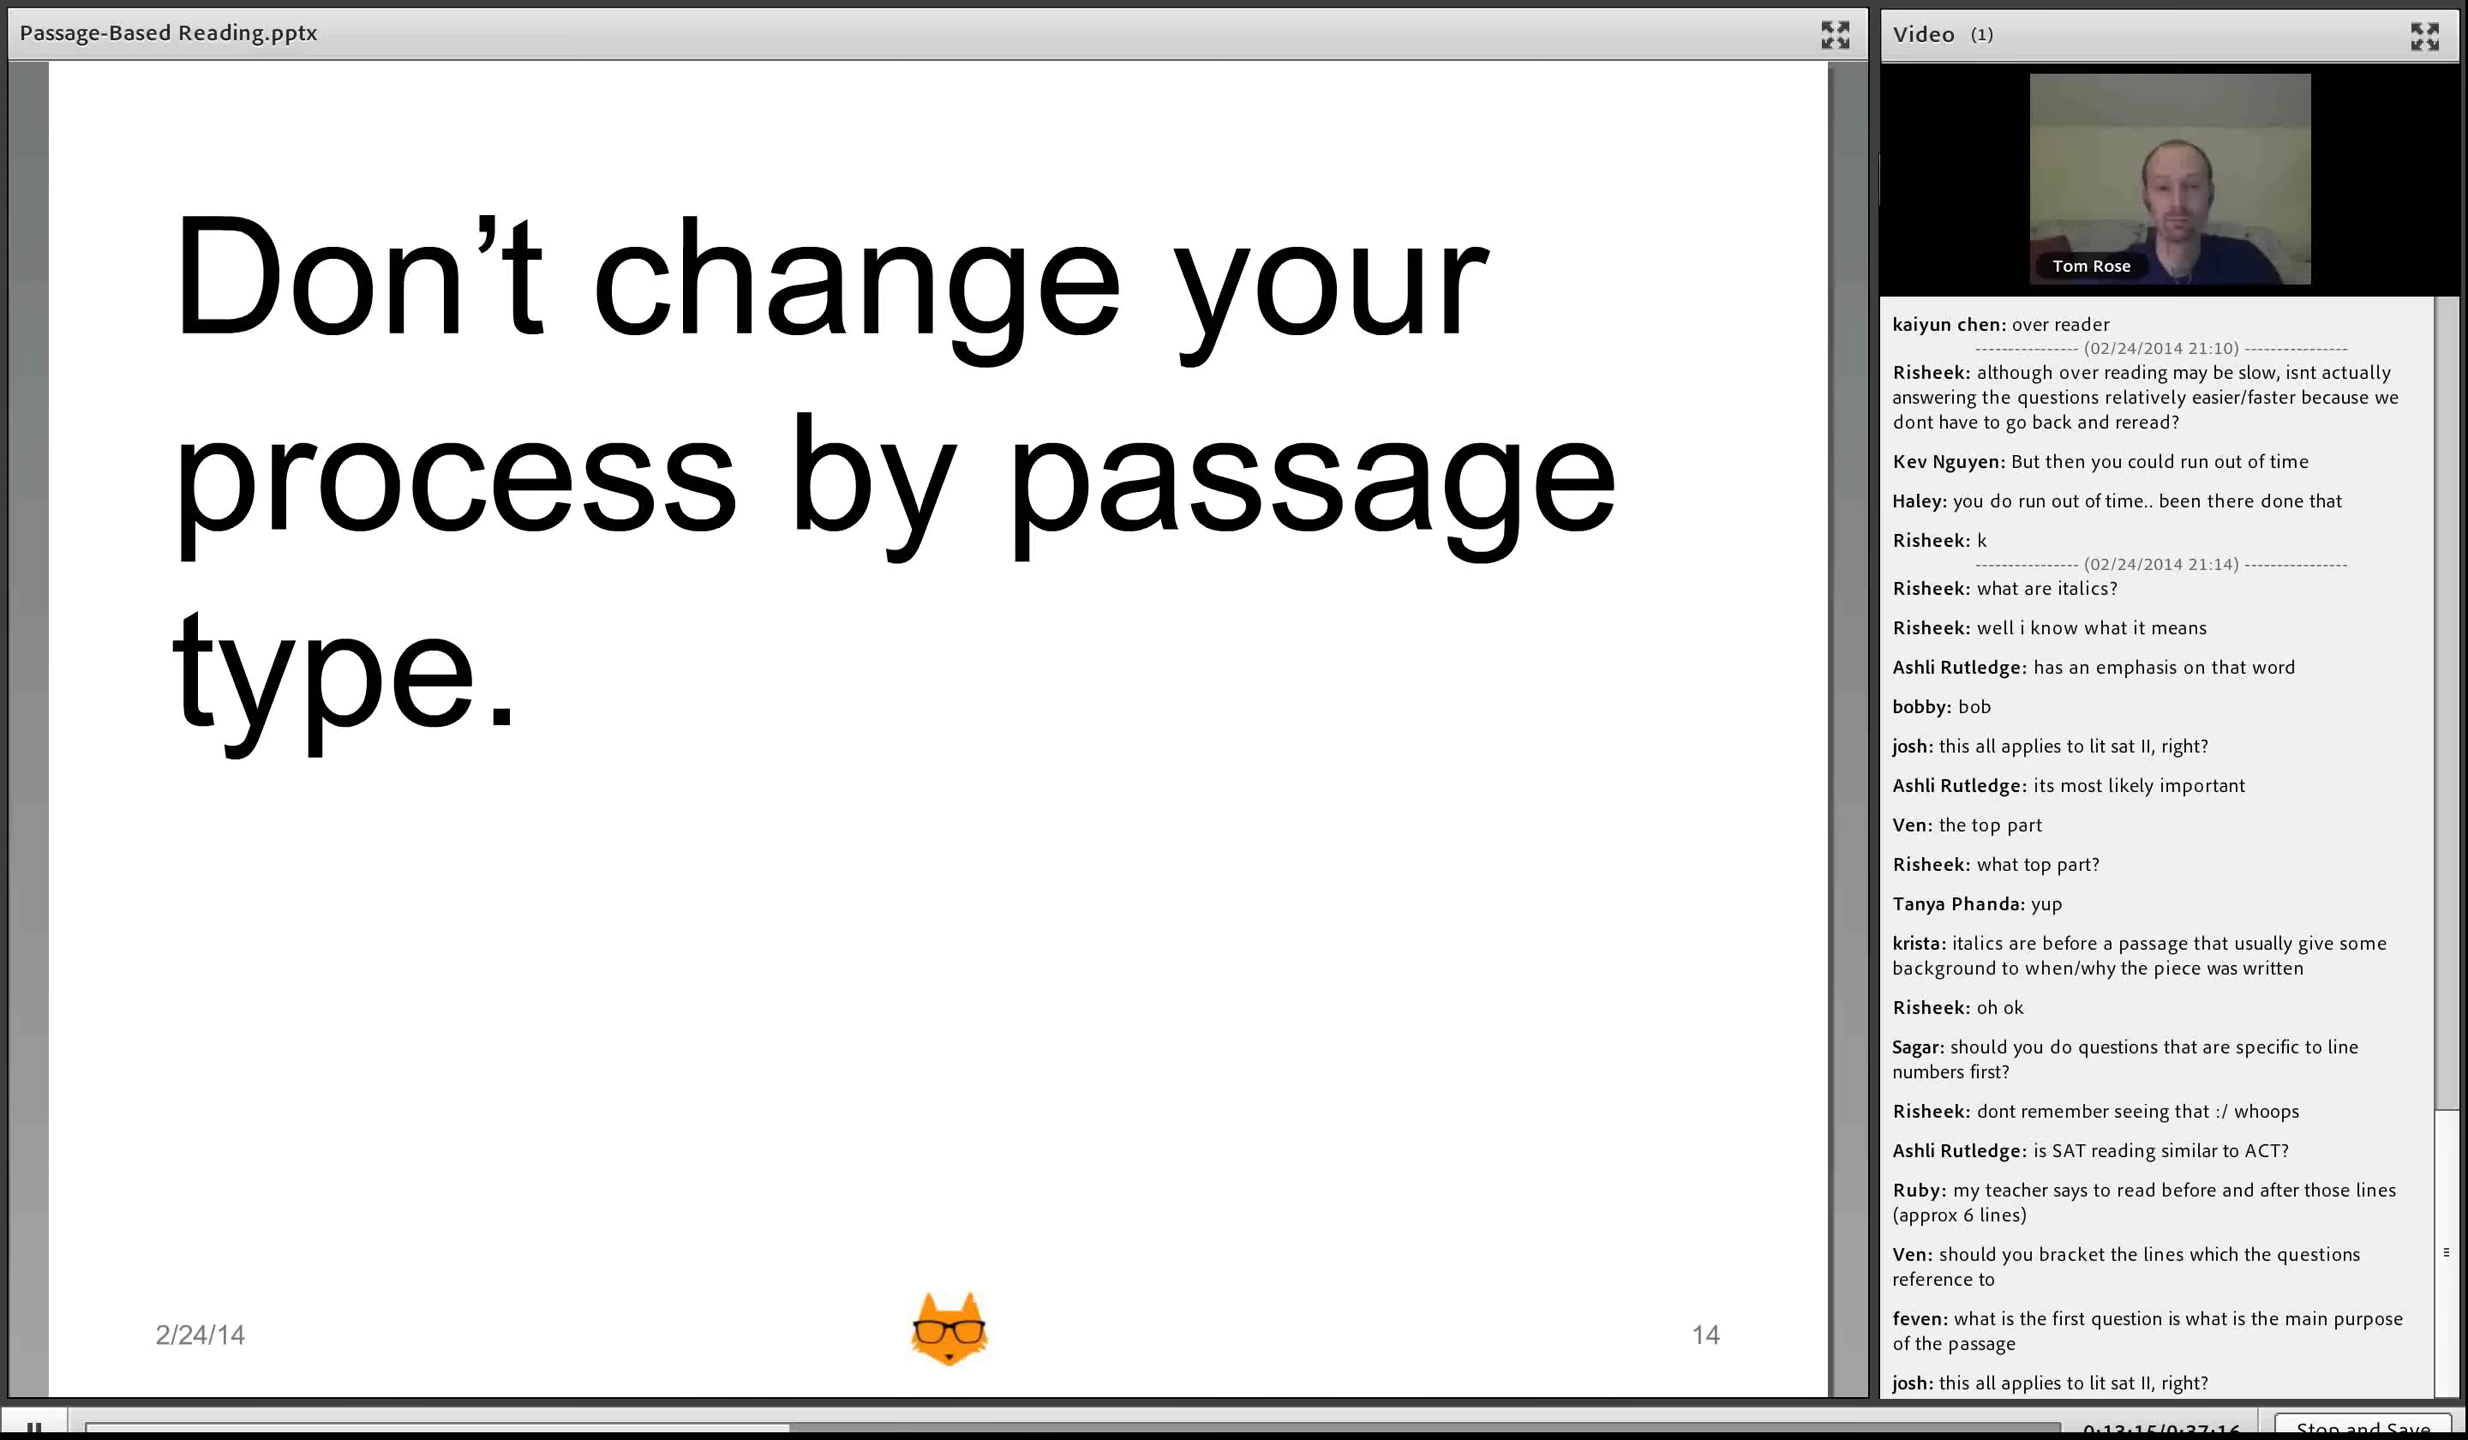 Passage-Based Reading.pptx
Don’t change your
process by passage
type.
2/24/14
14
Video (1)
Tom Rose
kaiyun chen: over reader
---------------- (02/24/2014 21:10) ----------------
Risheek: although over reading may be slow, isnt actually
answering the questions relatively easier/faster because we
dont have to go back and reread?
Kev Nguyen: But then you could run out of time
Haley: you do run out of time.. been there done that
Risheek: k
---------------- (02/24/2014 21:14) ----------------
Risheek: what are italics?
Risheek: well i know what it means
Ashli Rutledge: has an emphasis on that word
bobby: bob
josh: this all applies to lit sat II, right?
Ashli Rutledge: its most likely important
Ven: the top part
Risheek: what top part?
Tanya Phanda: yup
krista: italics are before a passage that usually give some
background to when/why the piece was written
Risheek: oh ok
Sagar: should you do questions that are specific to line
numbers first?
Risheek: dont remember seeing that :/ whoops
Ashli Rutledge: is SAT reading similar to ACT?
Ruby: my teacher says to read before and after those lines
(approx 6 lines)
Ven: should you bracket the lines which the questions
reference to
feven: what is the first question is what is the main purpose
of the passage
josh: this all applies to lit sat II, right?
0:13:15/0:37:16
Stop and Save